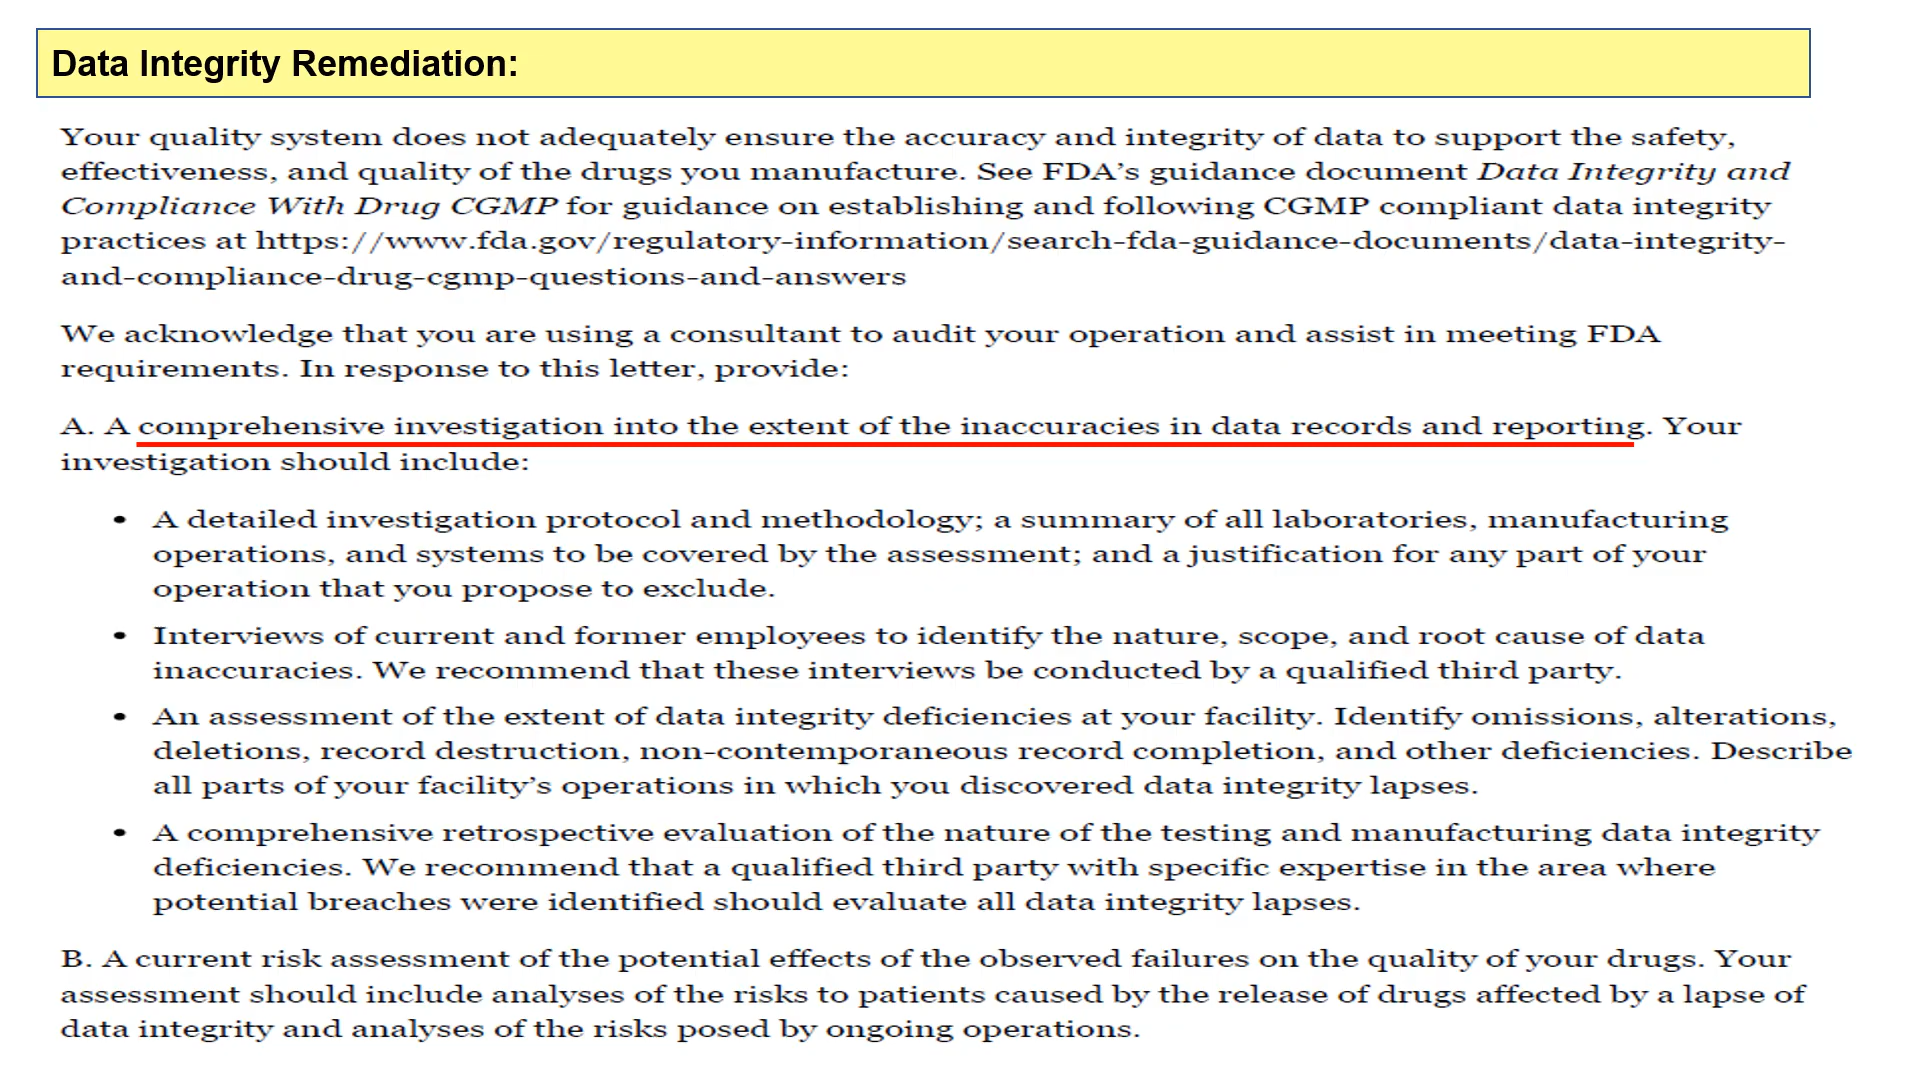 Data Integrity Remediation:
Your quality system does not adequately ensure the accuracy and integrity of data to support the safety,
effectiveness, and quality of the drugs you manufacture. See FDA’s guidance document Data Integrity and
Compliance With Drug CGMP for guidance on establishing and following CGMP compliant data integrity
practices at https://www.fda.gov/regulatory-information/search-fda-guidance-documents/data-integrity-
and-compliance-drug-cgmp-questions-and-answers
We acknowledge that you are using a consultant to audit your operation and assist in meeting FDA
requirements. In response to this letter, provide:
A. A comprehensive investigation into the extent of the inaccuracies in data records and reporting. Your
investigation should include:
• A detailed investigation protocol and methodology; a summary of all laboratories, manufacturing
operations, and systems to be covered by the assessment; and a justification for any part of your
operation that you propose to exclude.
• Interviews of current and former employees to identify the nature, scope, and root cause of data
inaccuracies. We recommend that these interviews be conducted by a qualified third party.
• An assessment of the extent of data integrity deficiencies at your facility. Identify omissions, alterations,
deletions, record destruction, non-contemporaneous record completion, and other deficiencies. Describe
all parts of your facility’s operations in which you discovered data integrity lapses.
• A comprehensive retrospective evaluation of the nature of the testing and manufacturing data integrity
deficiencies. We recommend that a qualified third party with specific expertise in the area where
potential breaches were identified should evaluate all data integrity lapses.
B. A current risk assessment of the potential effects of the observed failures on the quality of your drugs. Your
assessment should include analyses of the risks to patients caused by the release of drugs affected by a lapse of
data integrity and analyses of the risks posed by ongoing operations.